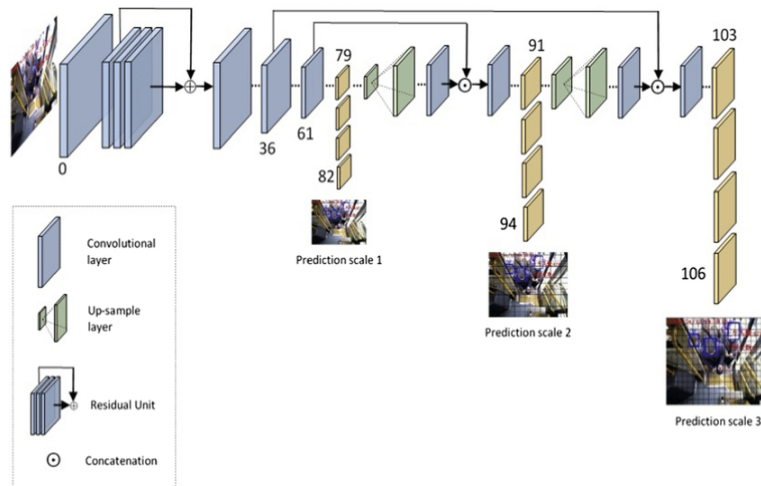 79
91
103
36
61
0
82
94
106
Prediction scale 1
Prediction scale 2
Prediction scale 3
Convolutional
layer
Up-sample
layer
Residual Unit
Concatenation